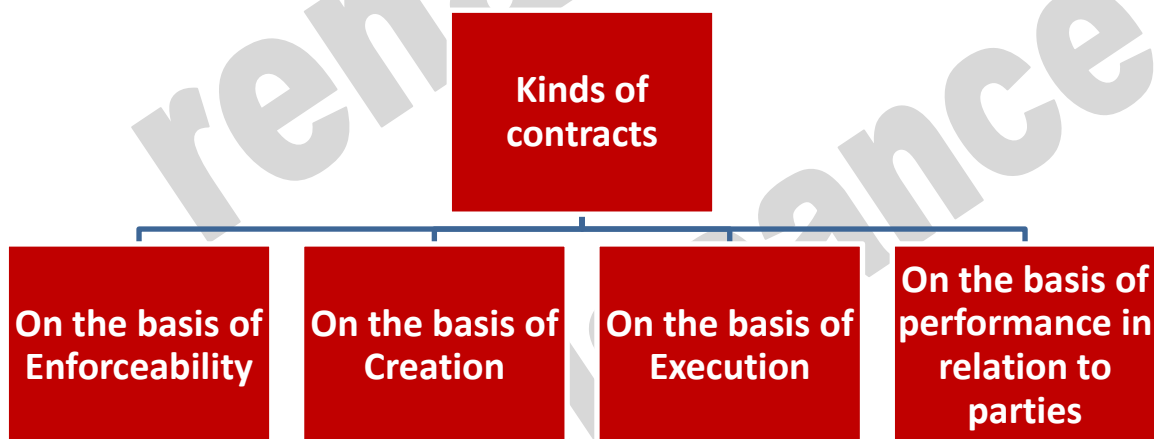 Kinds of
contracts
On the basis of
Enforceability
On the basis of
Creation
On the basis of
Execution
On the basis of
performance in
relation to
parties